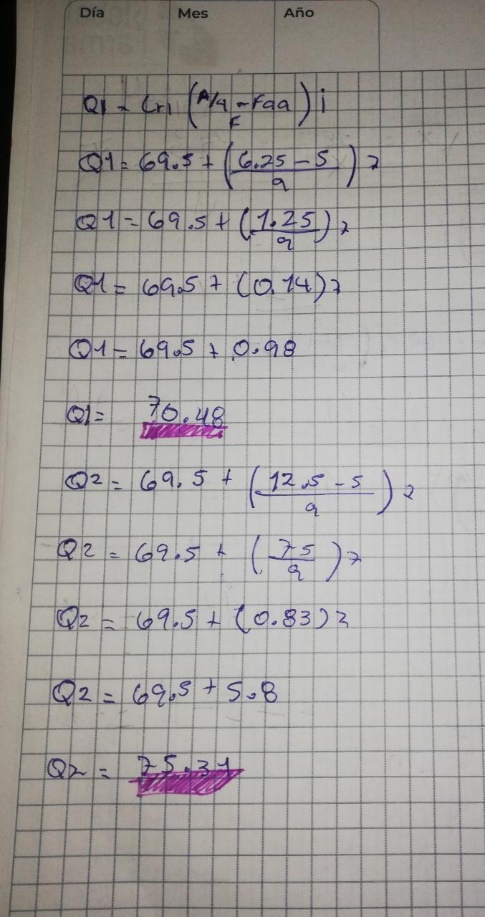 Día Mes Año
Q1 = Lri (N/4 - Faa / F) i
Q1 = 69.5 + (6.25 - 5 / 9) 7
Q1 = 69.5 + (1.25 / 9) 7
Q1 = 69.5 + (0.14) 7
Q1 = 69.5 + 0.98
Q1 = 70.48
Q2 = 69.5 + (12.5 - 5 / 9) 7
Q2 = 69.5 + (75 / 9) 7
Q2 = 69.5 + (0.83) 7
Q2 = 69.5 + 5.8
Q2 = 75.31